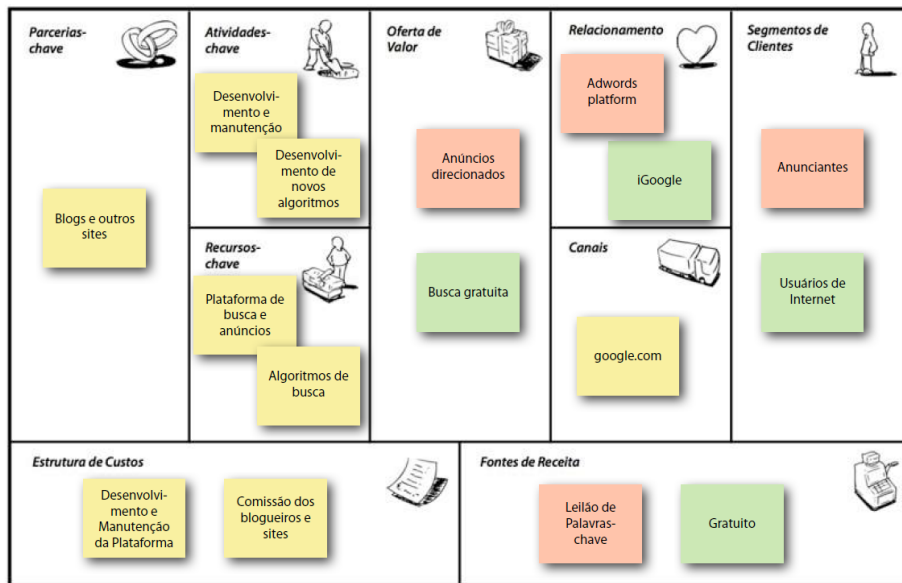 Parcerias-
chave
Blogs e outros
sites
Atividades-
chave
Desenvolvi-
mento e
manutenção
Desenvolvi-
mento de
novos
algoritmos
Recursos-
chave
Plataforma de
busca e
anúncios
Algoritmos de
busca
Oferta de
Valor
Anúncios
direcionados
Busca gratuita
Relacionamento
Adwords
platform
iGoogle
Canais
google.com
Segmentos de
Clientes
Anunciantes
Usuários de
Internet
Estrutura de Custos
Desenvolvi-
mento e
Manutenção
da Plataforma
Comissão dos
blogueiros e
sites
Fontes de Receita
Leilão de
Palavras-
chave
Gratuito